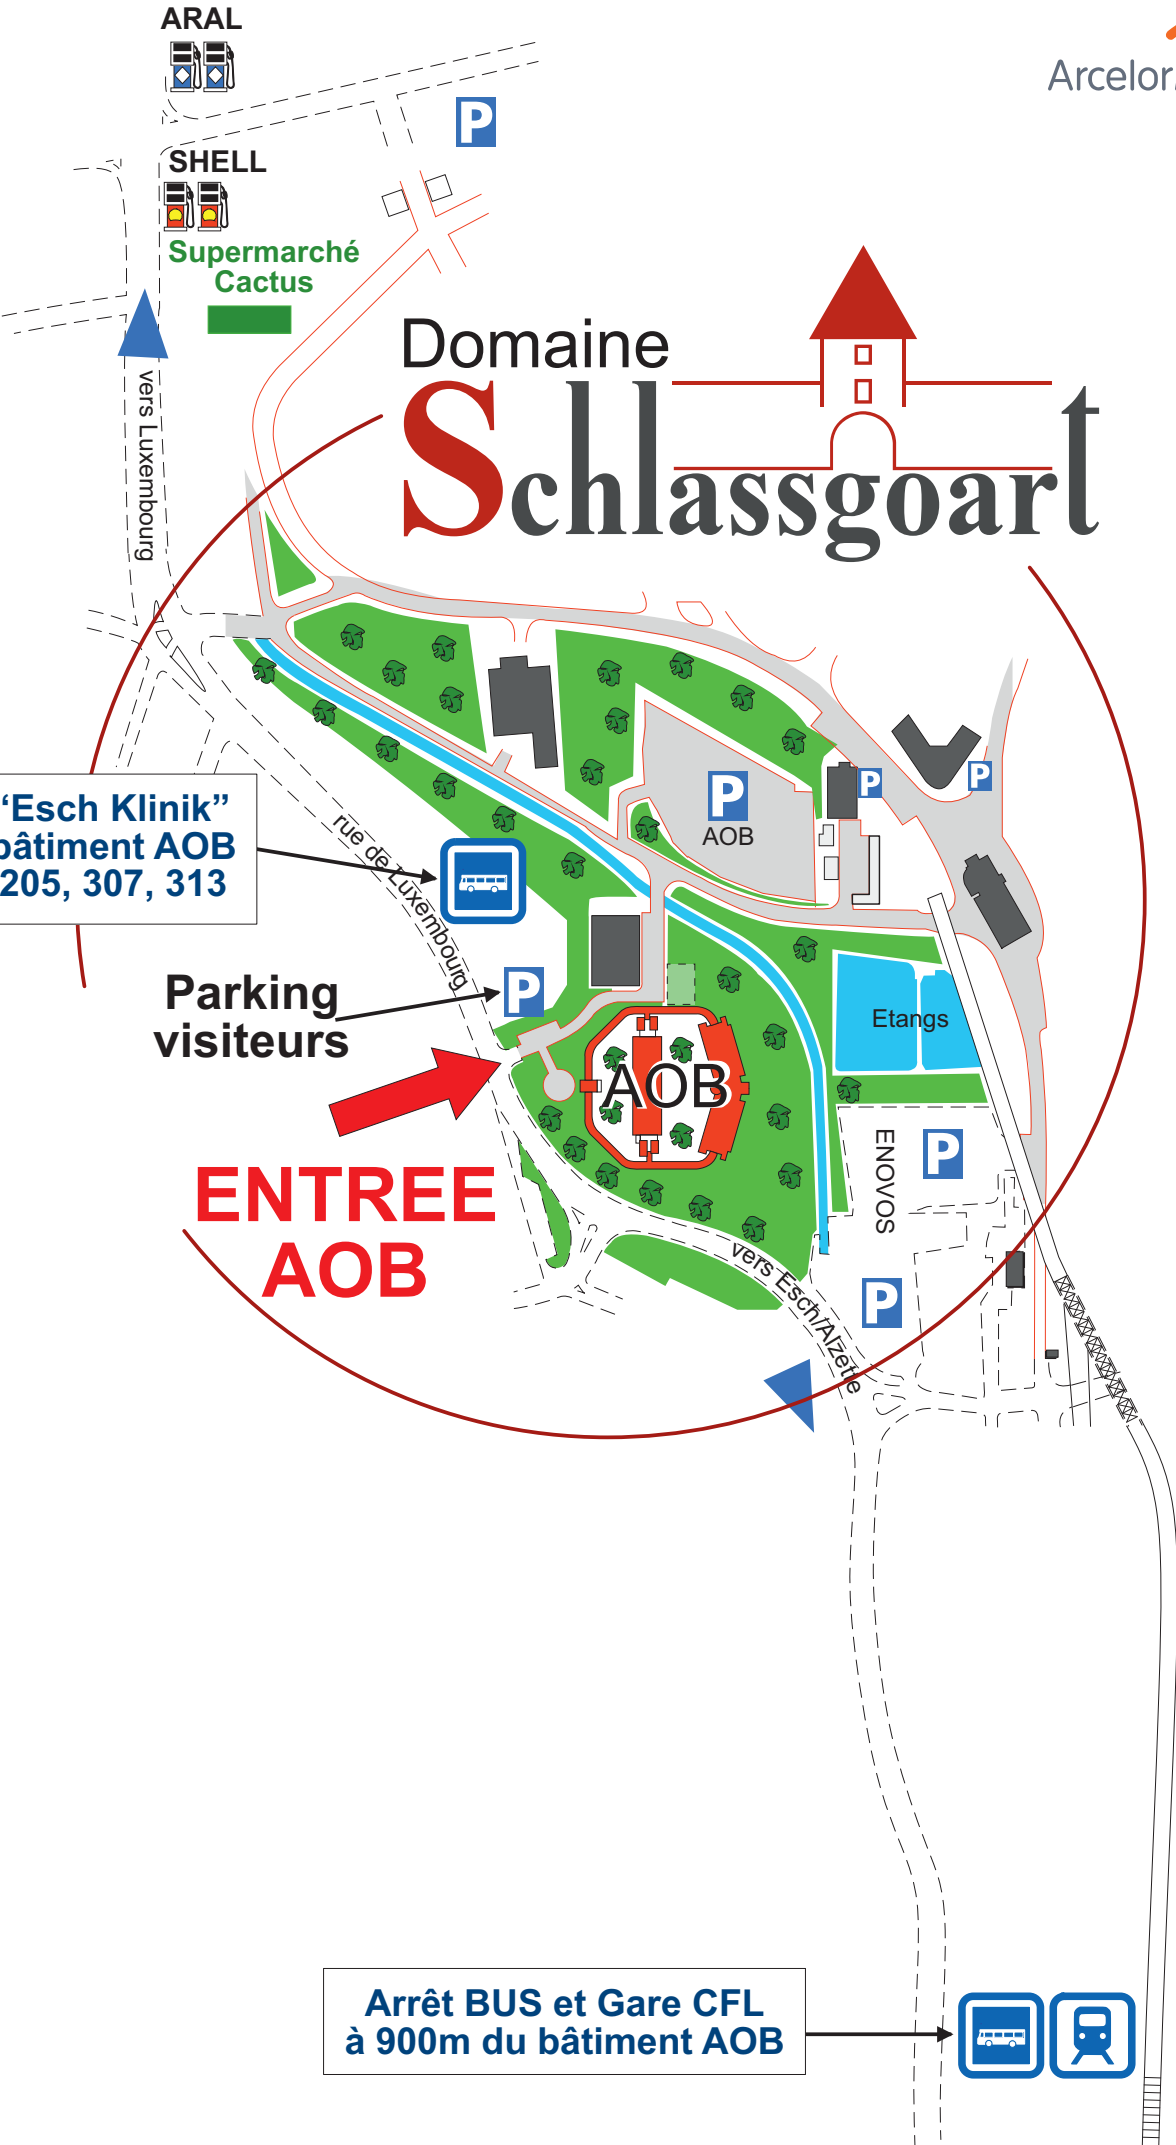 ARAL
Arcelor
P
SHELL
Supermarché
Cactus
Domaine
Schlassgoart
vers Luxembourg
P
P
P
AOB
“Esch Klinik”
bâtiment AOB
205, 307, 313
rue de Luxembourg
Parking
visiteurs
P
Etangs
AOB
ENTREE
AOB
ENOVOS
P
vers Esch/Alzette
P
Arrêt BUS et Gare CFL
à 900m du bâtiment AOB